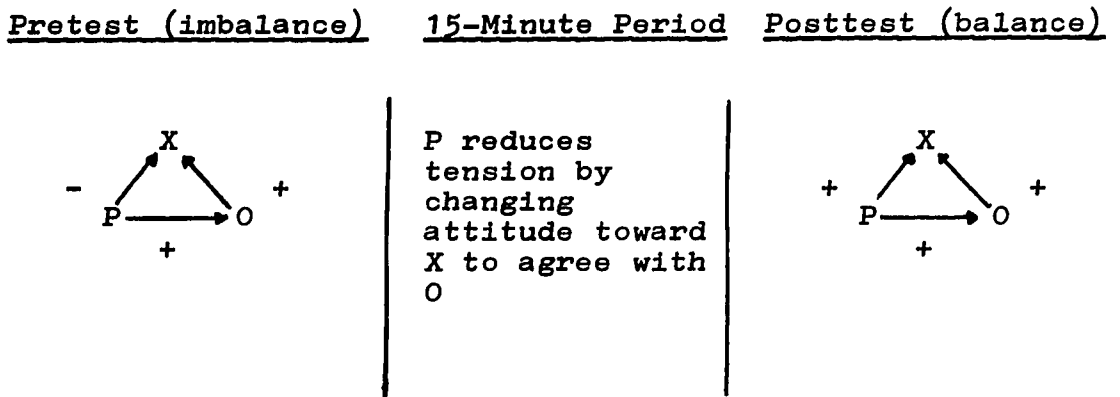 Pretest (imbalance) 15-Minute Period Posttest (balance)
P reduces
tension by
changing
attitude toward
X to agree with
O
X
- +
P O
+
X
+ +
P O
+